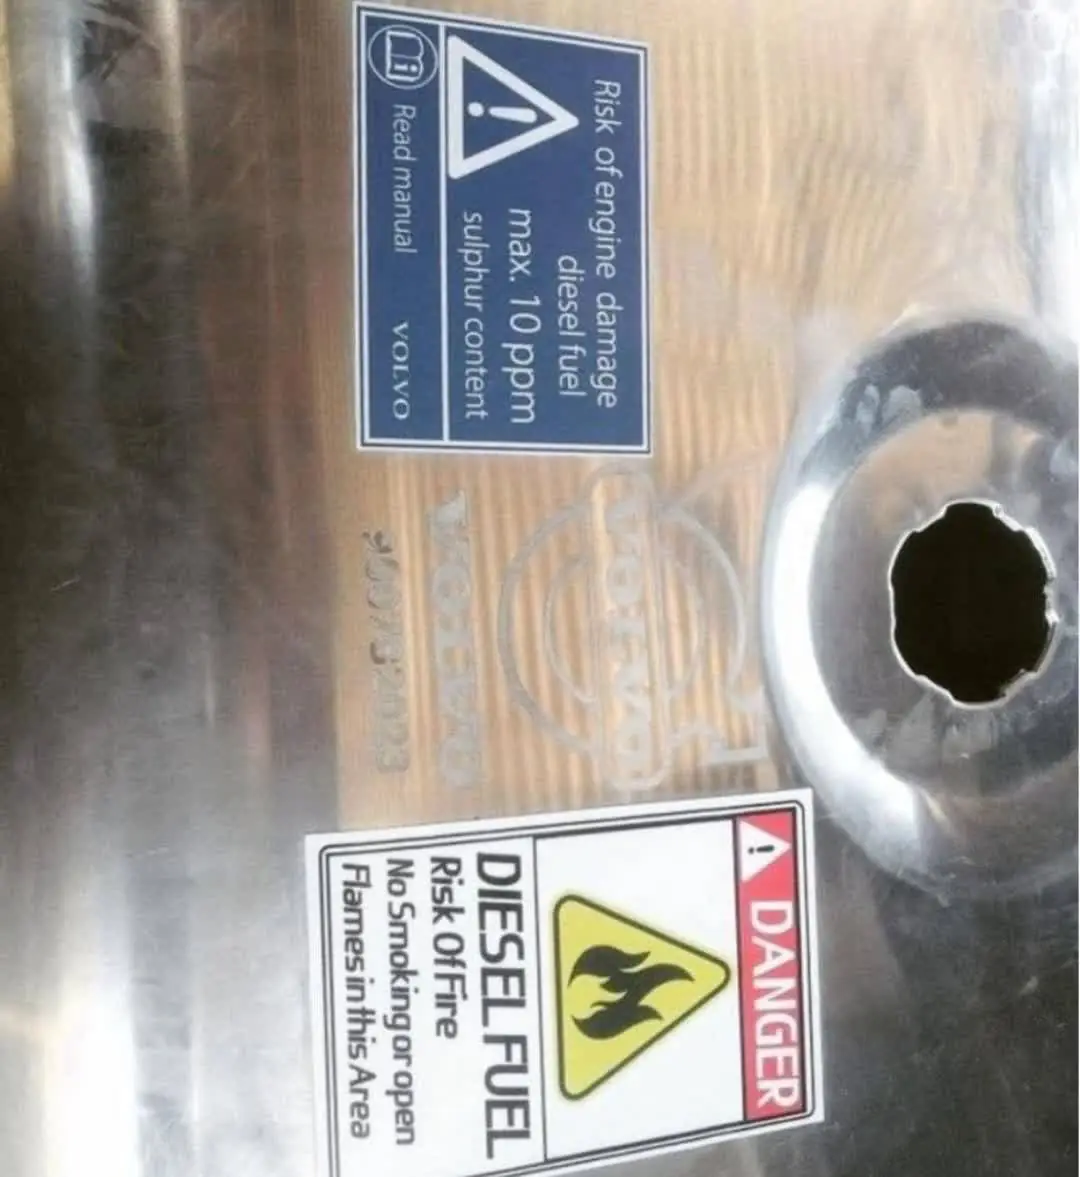 Risk of engine damage
diesel fuel
max. 10 ppm
sulphur content
Read manual
VOLVO
VOLVO
VOLVO
DANGER
DIESEL FUEL
Risk Of Fire
No Smoking or open
Flames in this Area